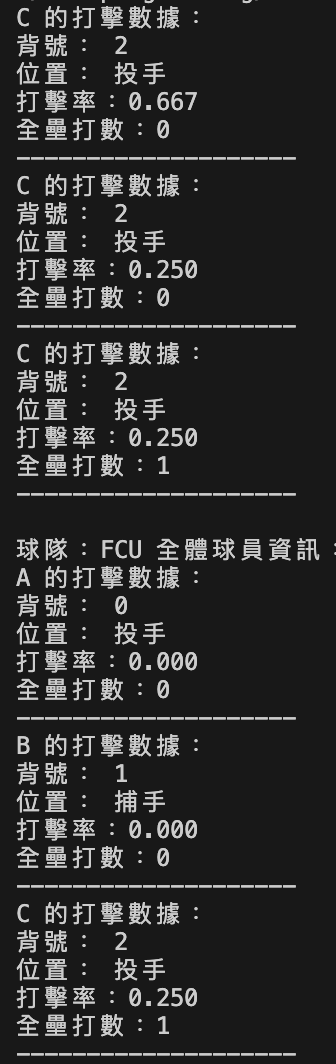 C 的打擊數據：
背號： 2
位置： 投手
打擊率：0.667
全壘打數：0
--------------------
C 的打擊數據：
背號： 2
位置： 投手
打擊率：0.250
全壘打數：0
--------------------
C 的打擊數據：
背號： 2
位置： 投手
打擊率：0.250
全壘打數：1
--------------------
球隊：FCU 全體球員資訊：
A 的打擊數據：
背號： 0
位置： 投手
打擊率：0.000
全壘打數：0
--------------------
B 的打擊數據：
背號： 1
位置： 捕手
打擊率：0.000
全壘打數：0
--------------------
C 的打擊數據：
背號： 2
位置： 投手
打擊率：0.250
全壘打數：1
--------------------